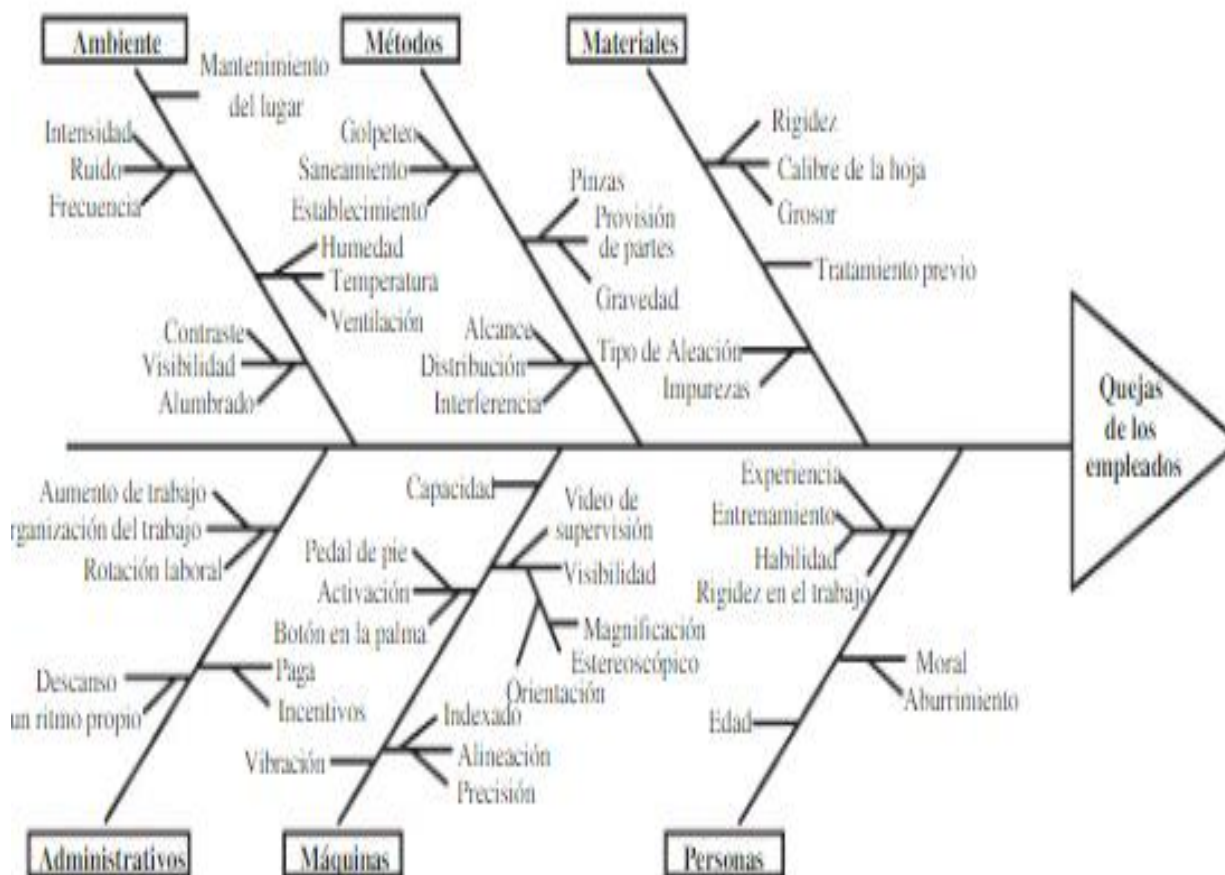 Ambiente
Métodos
Materiales
Mantenimiento
del lugar
Intensidad
Ruido
Frecuencia
Humedad
Temperatura
Ventilación
Contraste
Visibilidad
Alumbrado
Golpeteo
Saneamiento
Establecimiento
Pinzas
Provisión
de partes
Gravedad
Alcance
Distribución
Interferencia
Rigidez
Calibre de la hoja
Grosor
Tratamiento previo
Tipo de Aleación
Impurezas
Quejas
de los
empleados
Aumento de trabajo
rganización del trabajo
Rotación laboral
Descanso
un ritmo propio
Paga
Incentivos
Capacidad
Video de
supervisión
Visibilidad
Magnificación
Estereoscópico
Orientación
Pedal de pie
Activación
Botón en la palma
Indexado
Alineación
Precisión
Vibración
Experiencia
Entrenamiento
Habilidad
Rigidez en el trabajo
Moral
Aburrimiento
Edad
Administrativos
Máquinas
Personas